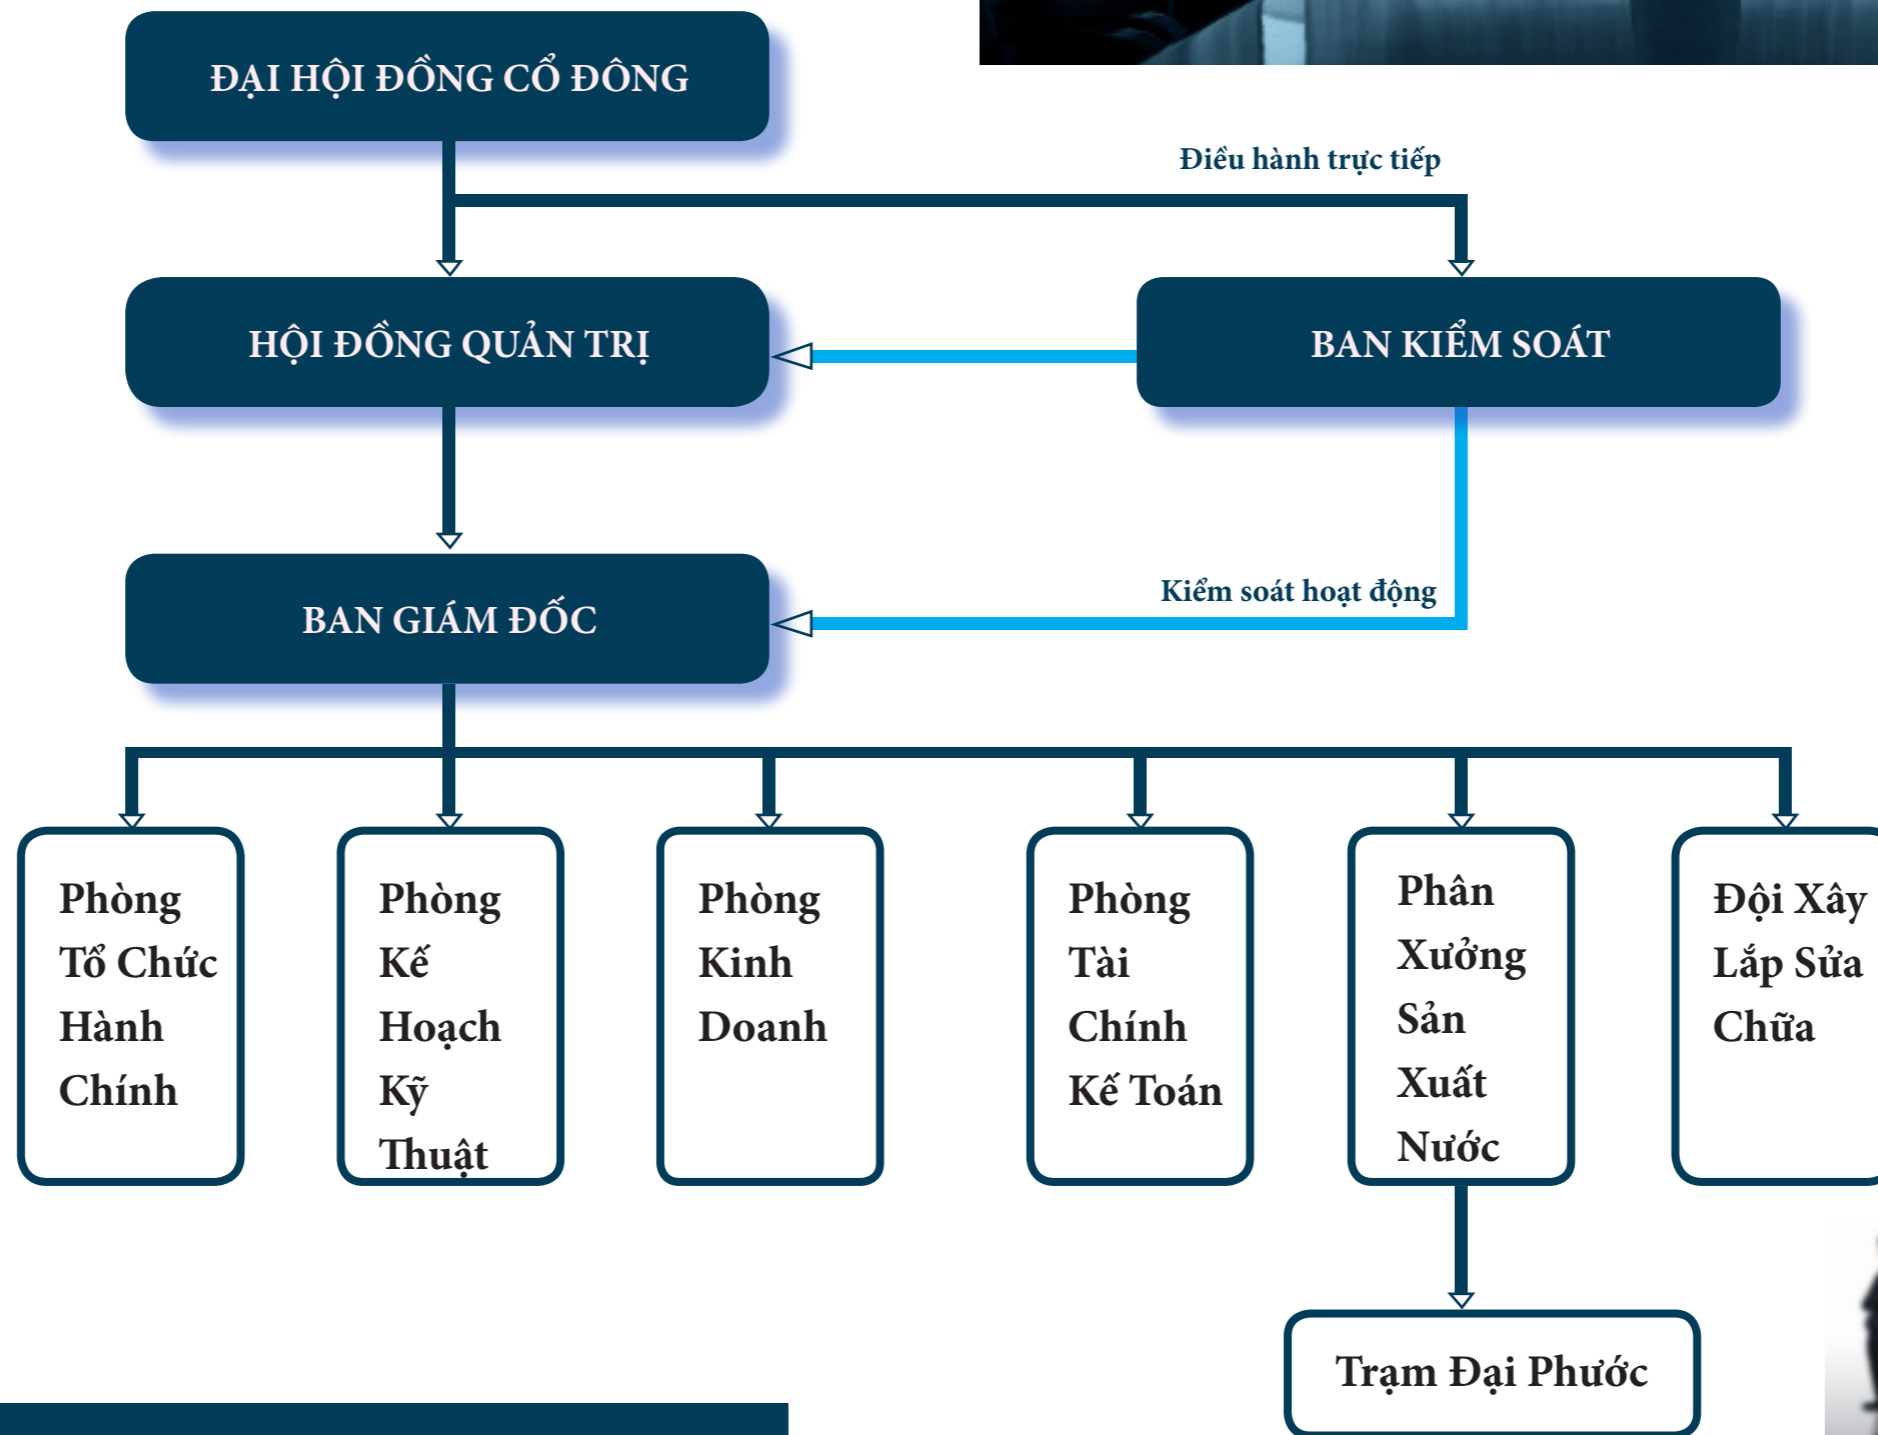 ĐẠI HỘI ĐỒNG CỔ ĐÔNG
Điều hành trực tiếp
HỘI ĐỒNG QUẢN TRỊ
BAN KIỂM SOÁT
BAN GIÁM ĐỐC
Kiểm soát hoạt động
Phòng
Tổ Chức
Hành
Chính
Phòng
Kế
Hoạch
Kỹ
Thuật
Phòng
Kinh
Doanh
Phòng
Tài
Chính
Kế Toán
Phân
Xưởng
Sản
Xuất
Nước
Đội Xây
Lắp Sửa
Chữa
Trạm Đại Phước